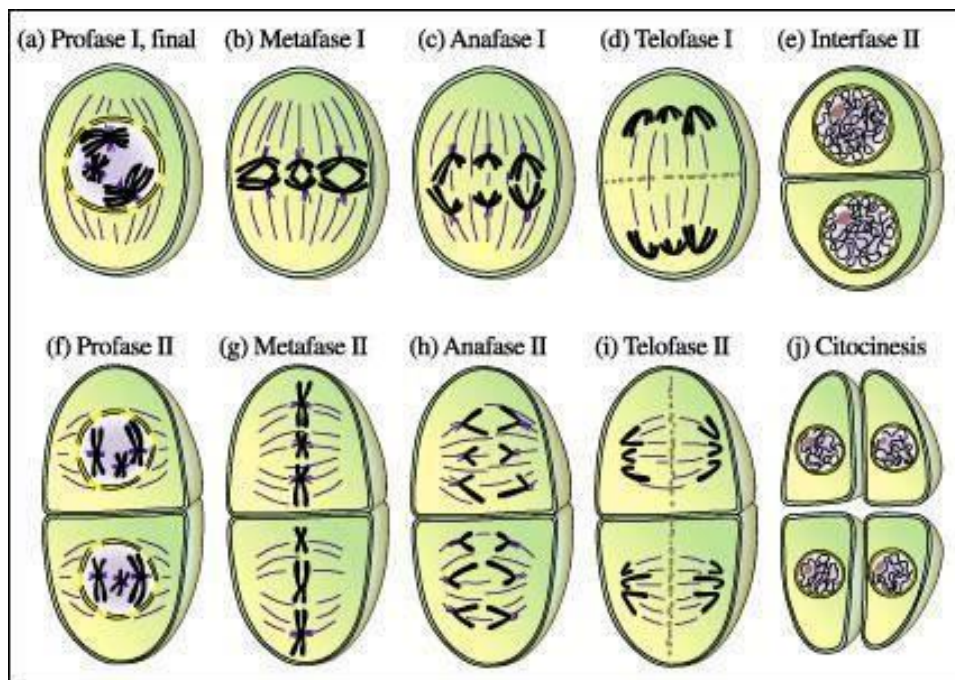 (a) Profase I, final
(b) Metafase I
(c) Anafase I
(d) Telofase I
(e) Interfase II
(f) Profase II
(g) Metafase II
(h) Anafase II
(i) Telofase II
(j) Citocinesis